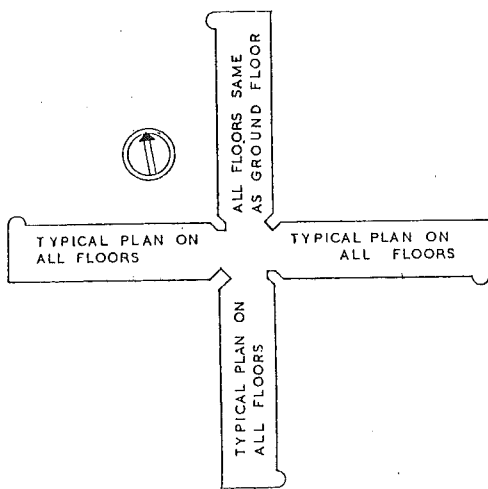 ALL FLOORS SAME
AS GROUND FLOOR
TYPICAL PLAN ON
ALL FLOORS
TYPICAL PLAN ON
ALL FLOORS
TYPICAL PLAN ON
ALL FLOORS